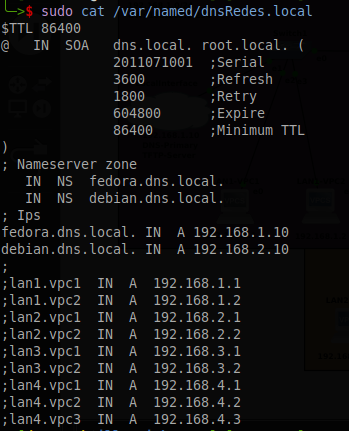 └─>$ sudo cat /var/named/dnsRedes.local
$TTL 86400
@   IN  SOA   dns.local. root.local. (
              2011071001  ;Serial
              3600        ;Refresh
              1800        ;Retry
              604800      ;Expire
              86400       ;Minimum TTL
)
; Nameserver zone
   IN  NS  fedora.dns.local.
   IN  NS  debian.dns.local.
; Ips
fedora.dns.local. IN  A 192.168.1.10
debian.dns.local. IN  A 192.168.2.10
;
;lan1.vpc1  IN  A  192.168.1.1
;lan1.vpc2  IN  A  192.168.1.2
;lan2.vpc1  IN  A  192.168.2.1
;lan2.vpc2  IN  A  192.168.2.2
;lan3.vpc1  IN  A  192.168.3.1
;lan3.vpc2  IN  A  192.168.3.2
;lan4.vpc1  IN  A  192.168.4.1
;lan4.vpc2  IN  A  192.168.4.2
;lan4.vpc3  IN  A  192.168.4.3